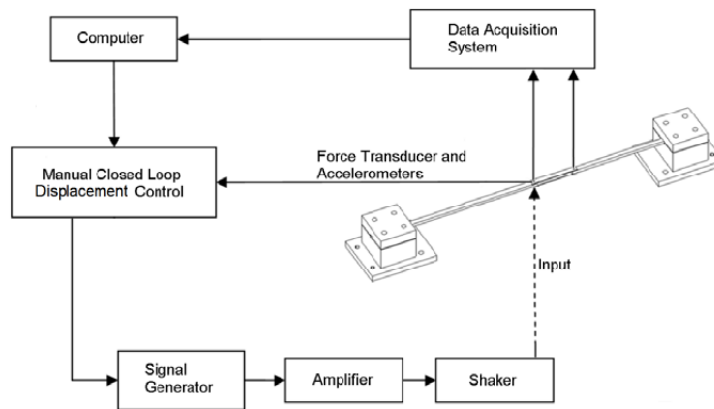 Computer
Data Acquisition
System
Manual Closed Loop
Displacement Control
Force Transducer and
Accelerometers
Input
Signal
Generator
Amplifier
Shaker